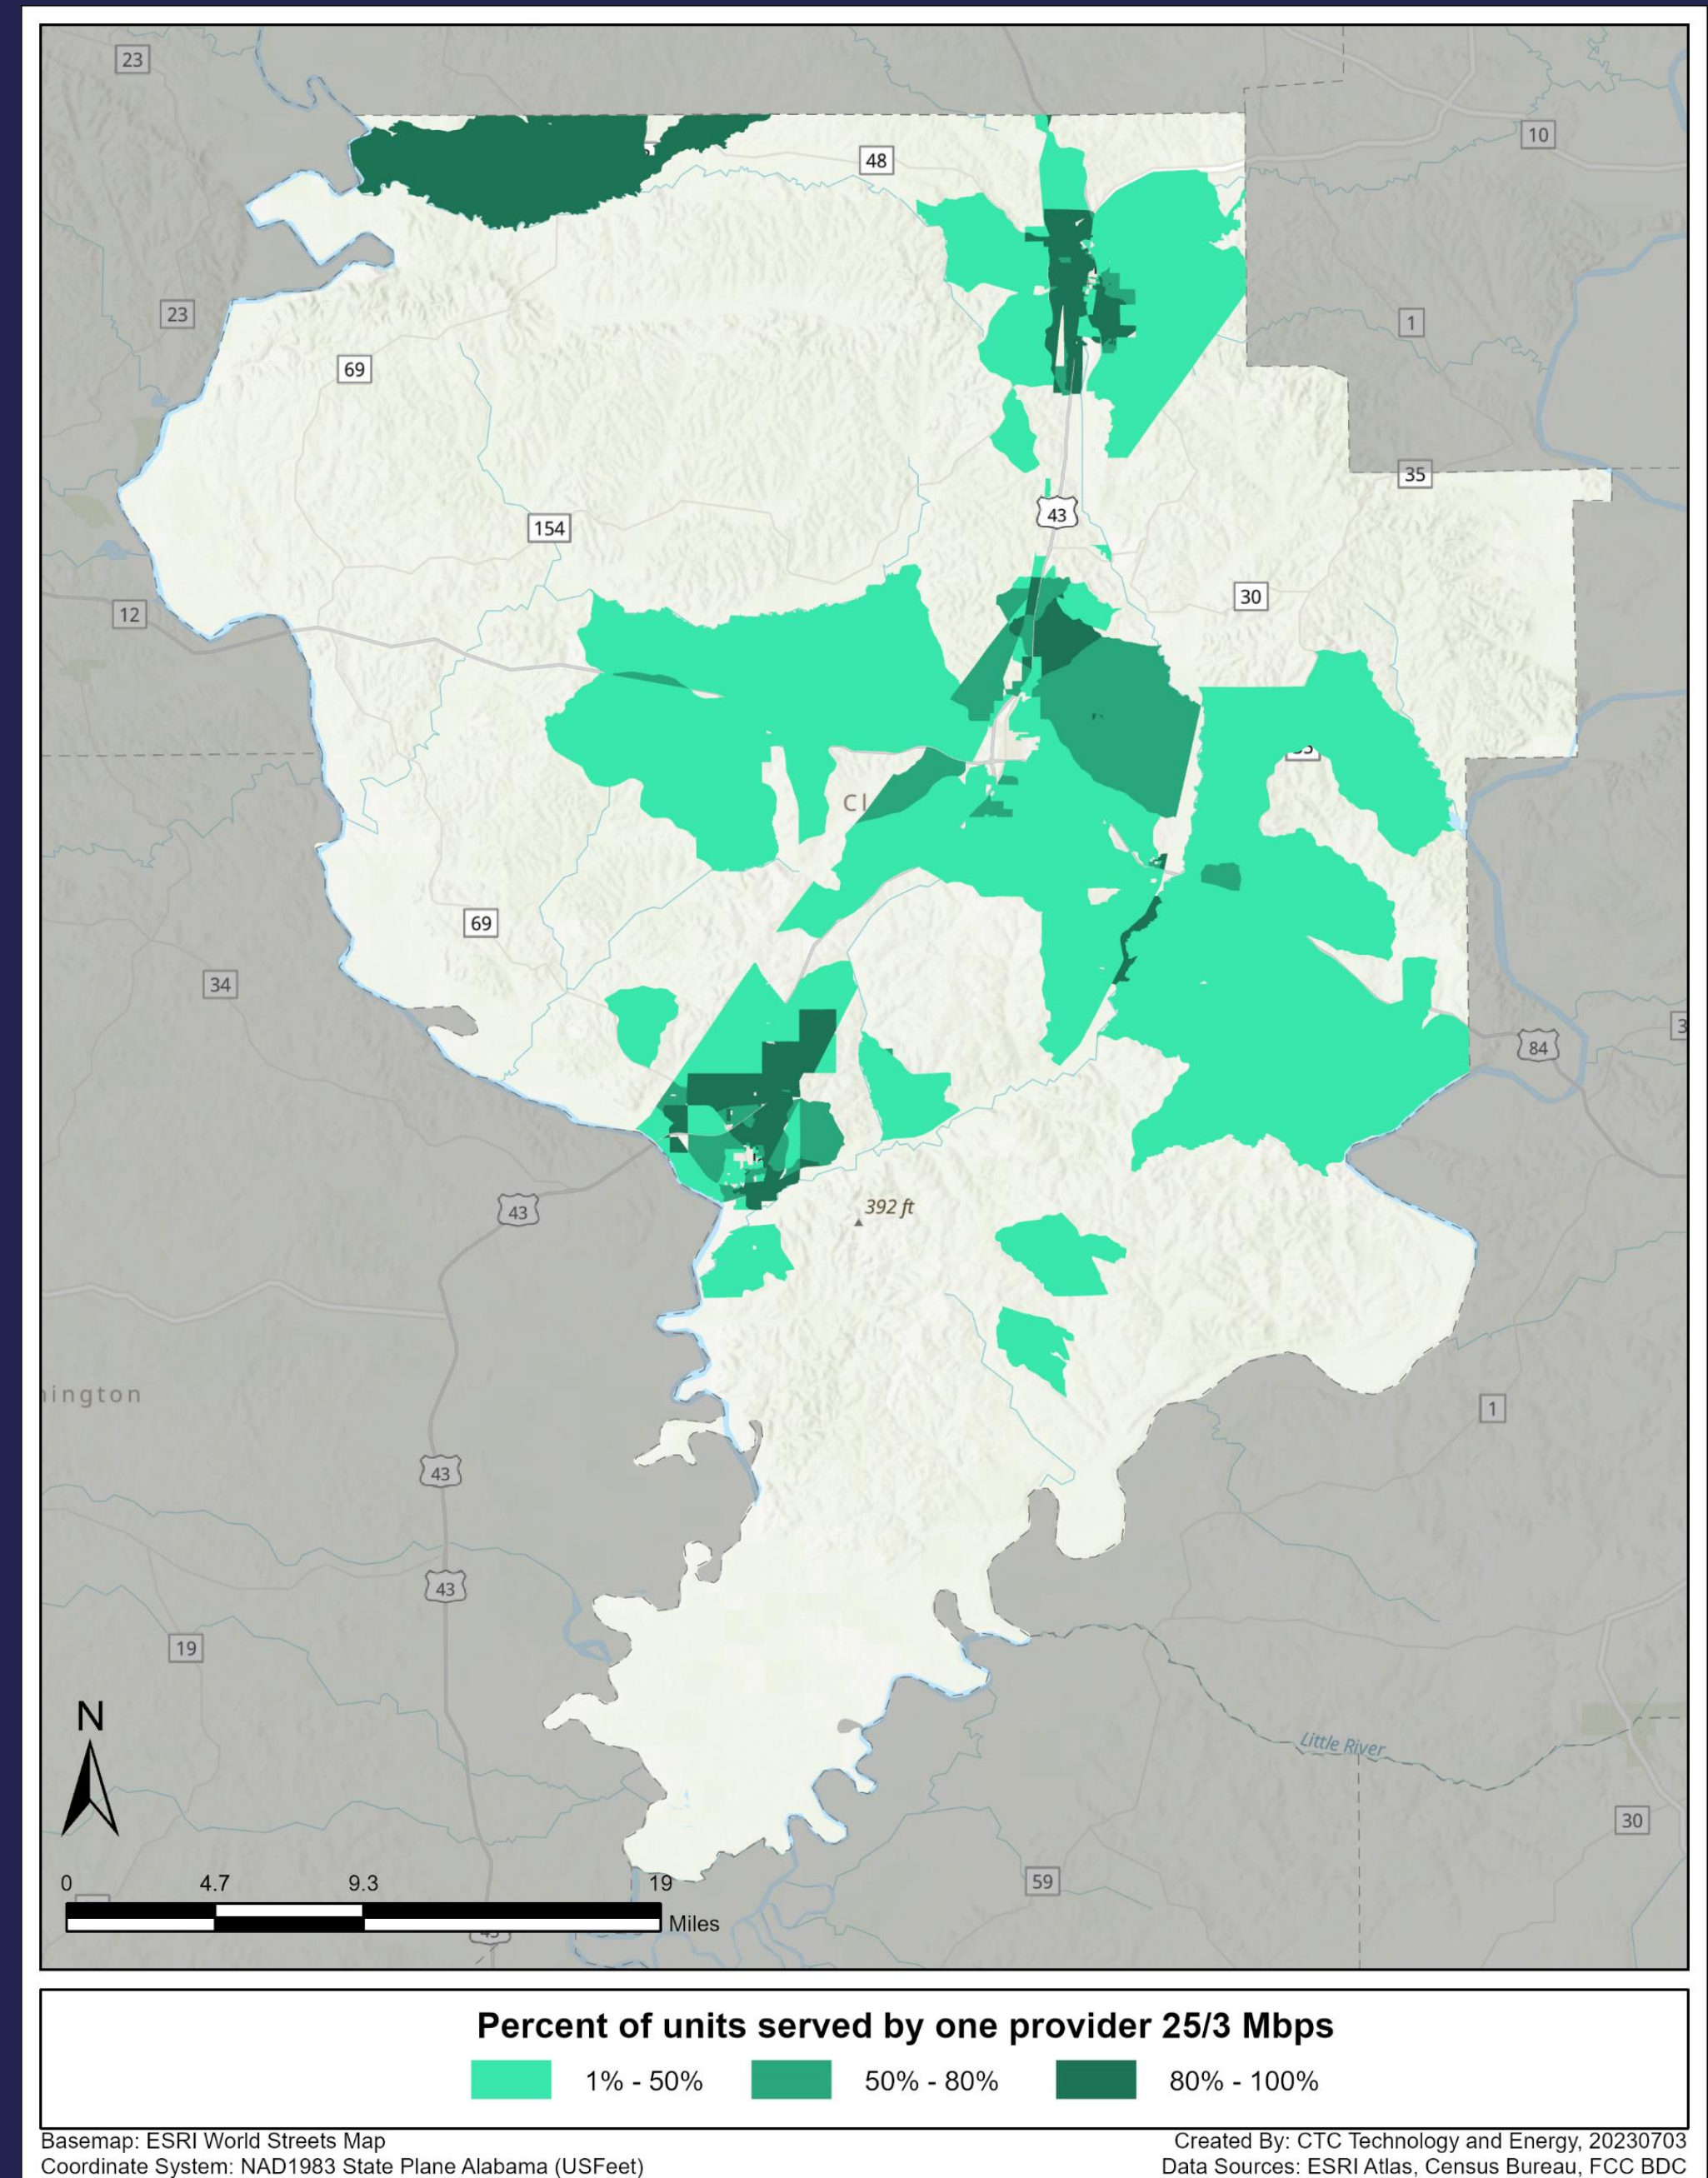 23
10
48
23
1
69
35
43
154
30
12
Cl
69
34
84
3
43
392 ft
hington
1
43
43
19
N
Little River
30
0 4.7 9.3 19
59
Miles
Percent of units served by one provider 25/3 Mbps
1% - 50% 50% - 80% 80% - 100%
Basemap: ESRI World Streets Map
Created By: CTC Technology and Energy, 20230703
Coordinate System: NAD1983 State Plane Alabama (USFeet)
Data Sources: ESRI Atlas, Census Bureau, FCC BDC